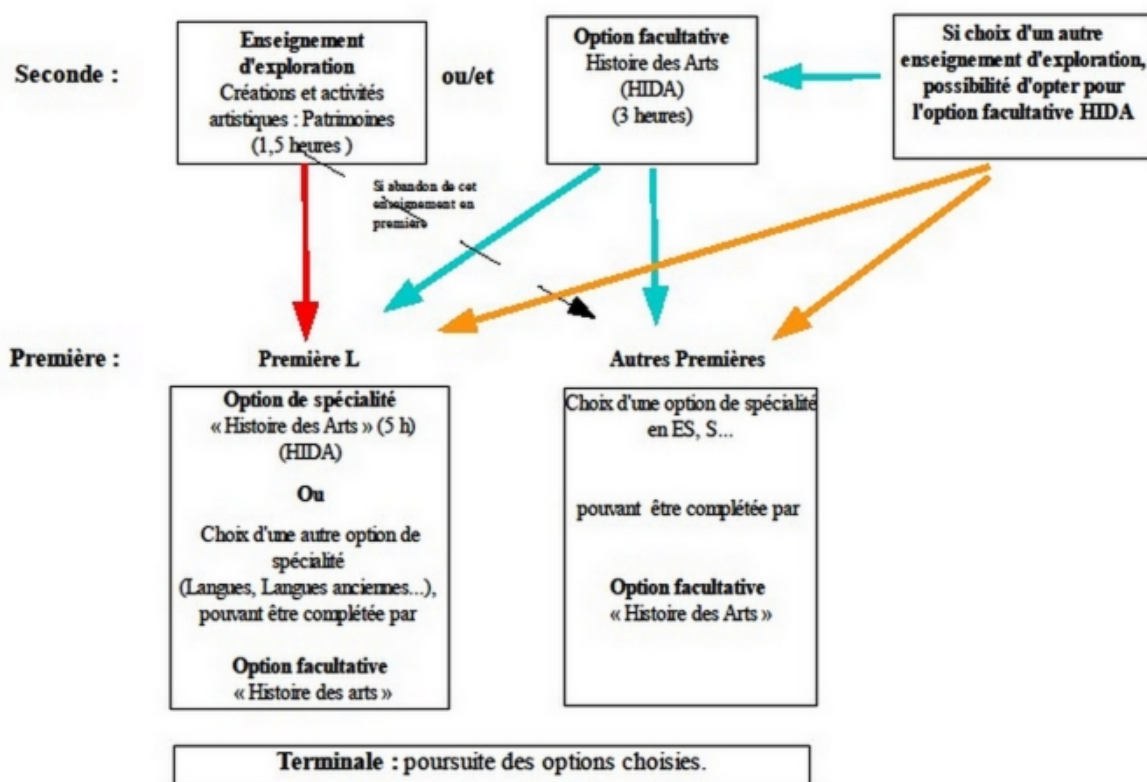 Seconde :
Enseignement
d'exploration
Créations et activités
artistiques : Patrimoines
(1,5 heures )
ou/et
Option facultative
Histoire des Arts
(HIDA)
(3 heures)
Si choix d'un autre
enseignement d'exploration,
possibilité d'opter pour
l'option facultative HIDA
Si abandon de cet
enseignement en
première
Première :
Première L
Option de spécialité
« Histoire des Arts » (5 h)
(HIDA)
Ou
Choix d'une autre option de
spécialité
(Langues, Langues anciennes...),
pouvant être complétée par
Option facultative
« Histoire des arts »
Autres Premières
Choix d'une option de spécialité
en ES, S...
pouvant être complétée par
Option facultative
« Histoire des Arts »
Terminale : poursuite des options choisies.